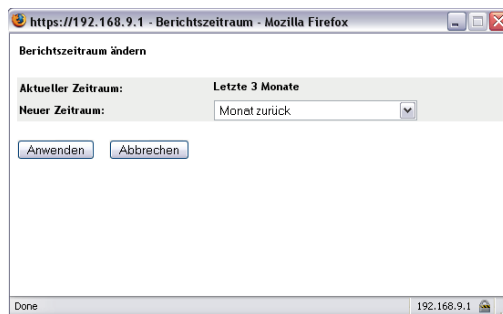 https://192.168.9.1 - Berichtszeitraum - Mozilla Firefox
Berichtszeitraum ändern
Aktueller Zeitraum: Letzte 3 Monate
Neuer Zeitraum: Monat zurück
Anwenden Abbrechen
Done 192.168.9.1